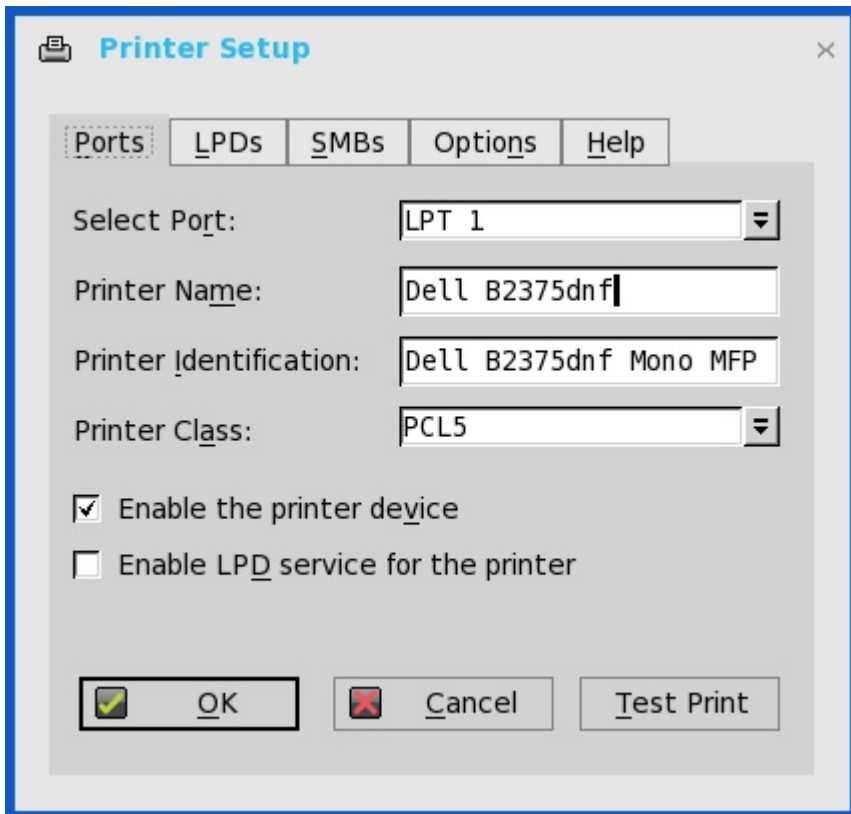 Printer Setup
Ports LPDs SMBs Options Help
Select Port: LPT 1
Printer Name: Dell B2375dnf
Printer Identification: Dell B2375dnf Mono MFP
Printer Class: PCL5
Enable the printer device
Enable LPD service for the printer
OK Cancel Test Print